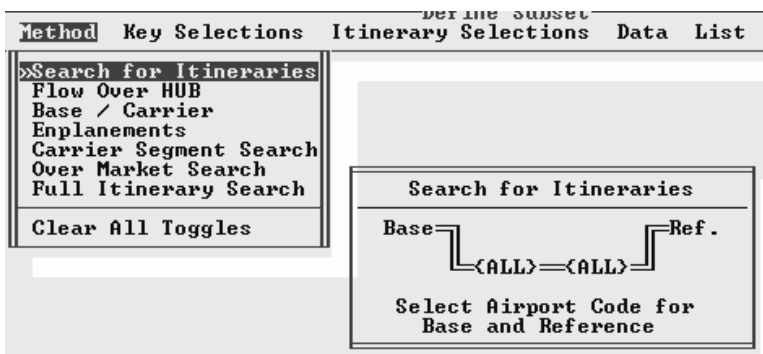 Define Subset
Method Key Selections Itinerary Selections Data List
»Search for Itineraries
Flow Over HUB
Base / Carrier
Enplanements
Carrier Segment Search
Over Market Search
Full Itinerary Search
Clear All Toggles
Search for Itineraries
Base Ref.
{ALL} {ALL}
Select Airport Code for
Base and Reference